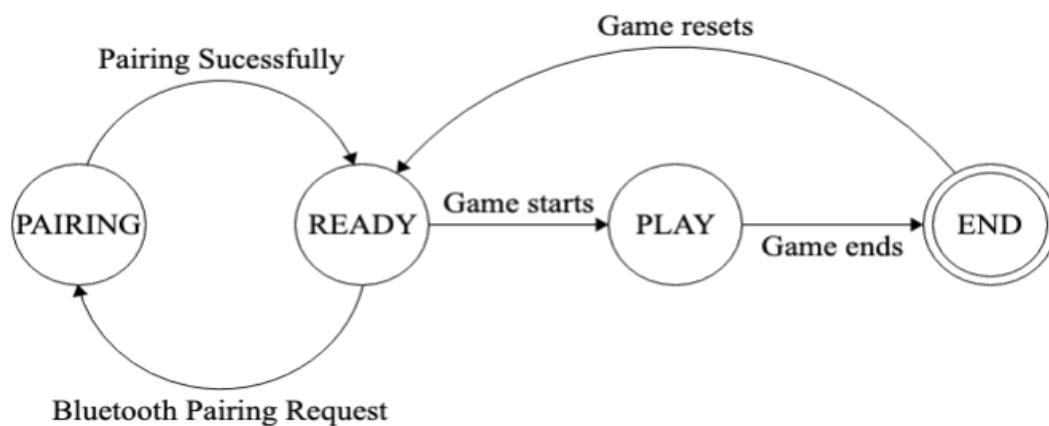 Game resets
Pairing Sucessfully
PAIRING
READY
Game starts
PLAY
Game ends
END
Bluetooth Pairing Request